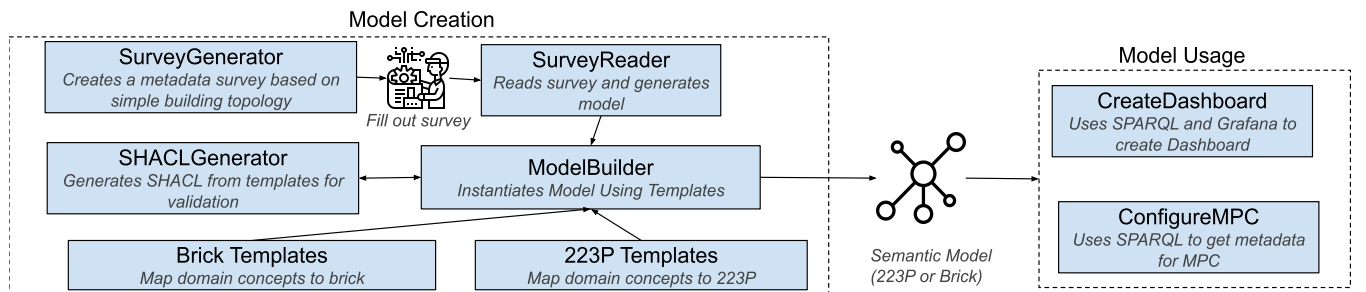 Model Creation
SurveyGenerator
Creates a metadata survey based on
simple building topology
Fill out survey
SurveyReader
Reads survey and generates
model
SHACLGenerator
Generates SHACL from templates for
validation
ModelBuilder
Instantiates Model Using Templates
Brick Templates
Map domain concepts to brick
223P Templates
Map domain concepts to 223P
Semantic Model
(223P or Brick)
Model Usage
CreateDashboard
Uses SPARQL and Grafana to
create Dashboard
ConfigureMPC
Uses SPARQL to get metadata
for MPC